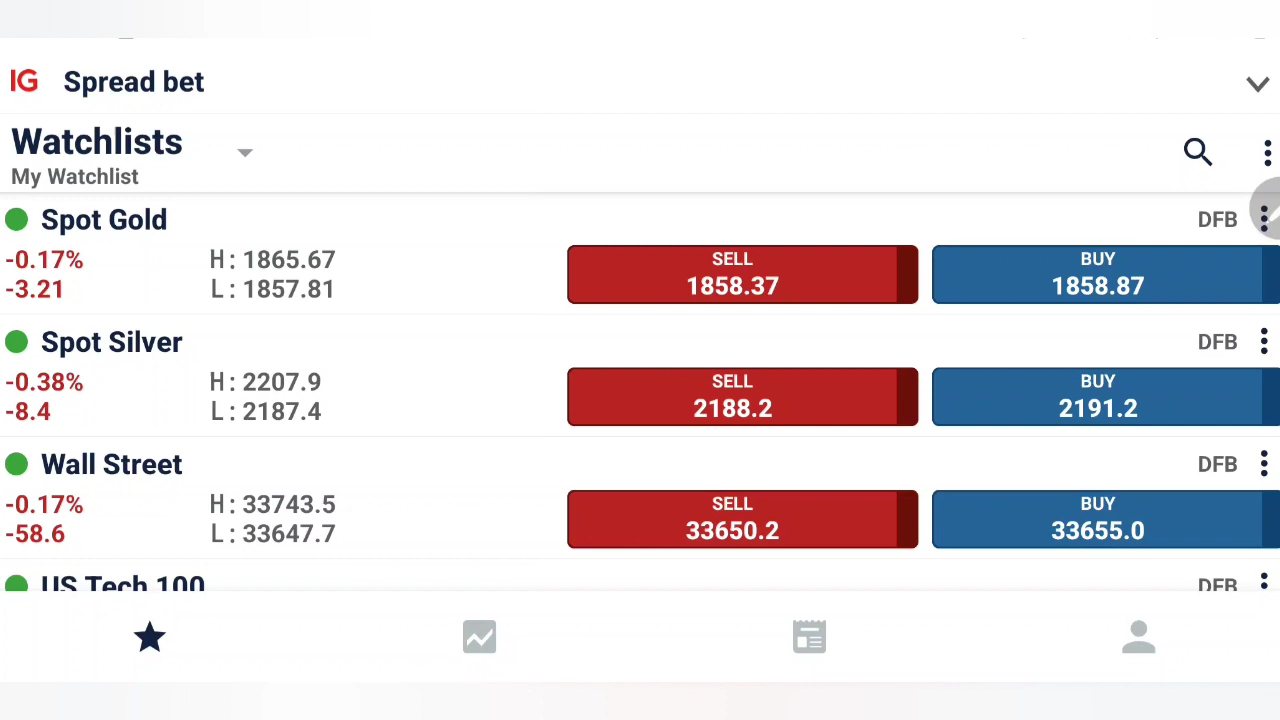 IG Spread bet
Watchlists
My Watchlist
Spot Gold DFB
-0.17% H: 1865.67 SELL BUY
-3.21 L: 1857.81 1858.37 1858.87
Spot Silver DFB
-0.38% H: 2207.9 SELL BUY
-8.4 L: 2187.4 2188.2 2191.2
Wall Street DFB
-0.17% H: 33743.5 SELL BUY
-58.6 L: 33647.7 33650.2 33655.0
US Tech 100 DFB